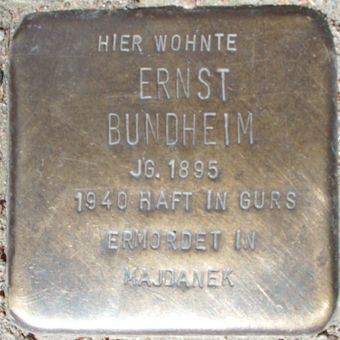 HIER WOHNTE
ERNST
BUNDHEIM
JG. 1895
1940 HAFT IN GURS
ERMORDET IN
MAJDANEK